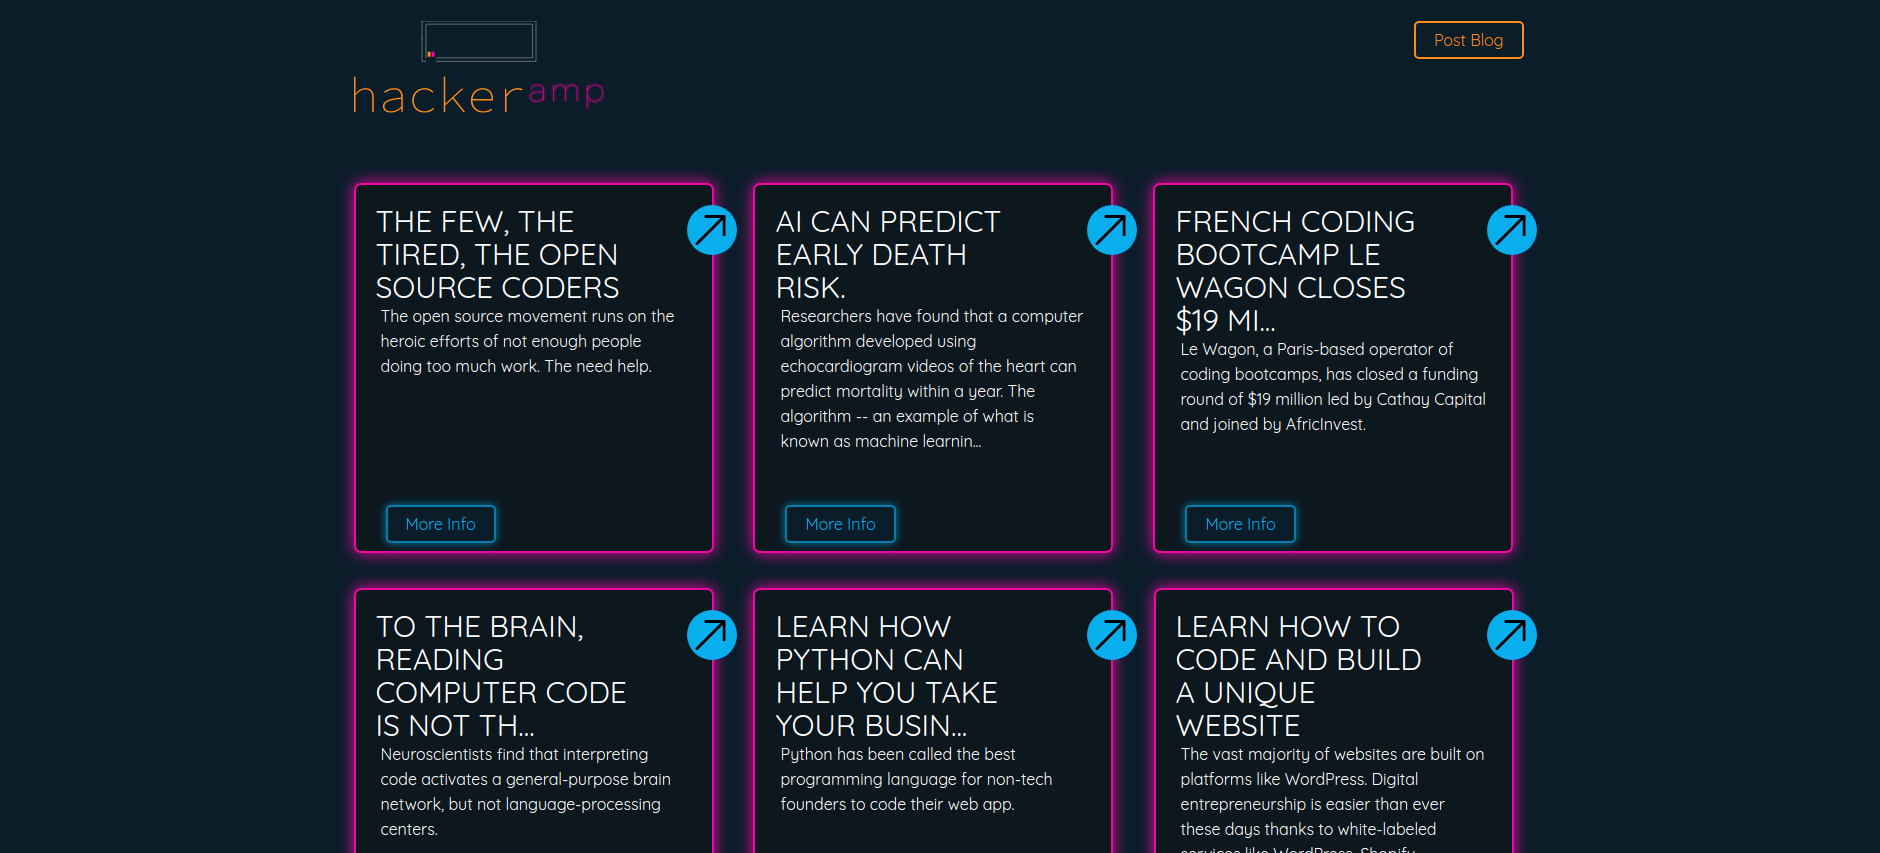 Post Blog
hackeramp
THE FEW, THE
TIRED, THE OPEN
SOURCE CODERS
The open source movement runs on the
heroic efforts of not enough people
doing too much work. The need help.
More Info
AI CAN PREDICT
EARLY DEATH
RISK.
Researchers have found that a computer
algorithm developed using
echocardiogram videos of the heart can
predict mortality within a year. The
algorithm -- an example of what is
known as machine learnin...
More Info
FRENCH CODING
BOOTCAMP LE
WAGON CLOSES
$19 MI...
Le Wagon, a Paris-based operator of
coding bootcamps, has closed a funding
round of $19 million led by Cathay Capital
and joined by AfricInvest.
More Info
TO THE BRAIN,
READING
COMPUTER CODE
IS NOT TH...
Neuroscientists find that interpreting
code activates a general-purpose brain
network, but not language-processing
centers.
LEARN HOW
PYTHON CAN
HELP YOU TAKE
YOUR BUSIN...
Python has been called the best
programming language for non-tech
founders to code their web app.
LEARN HOW TO
CODE AND BUILD
A UNIQUE
WEBSITE
The vast majority of websites are built on
platforms like WordPress. Digital
entrepreneurship is easier than ever
these days thanks to white-labeled
services like WordPress, Shopify